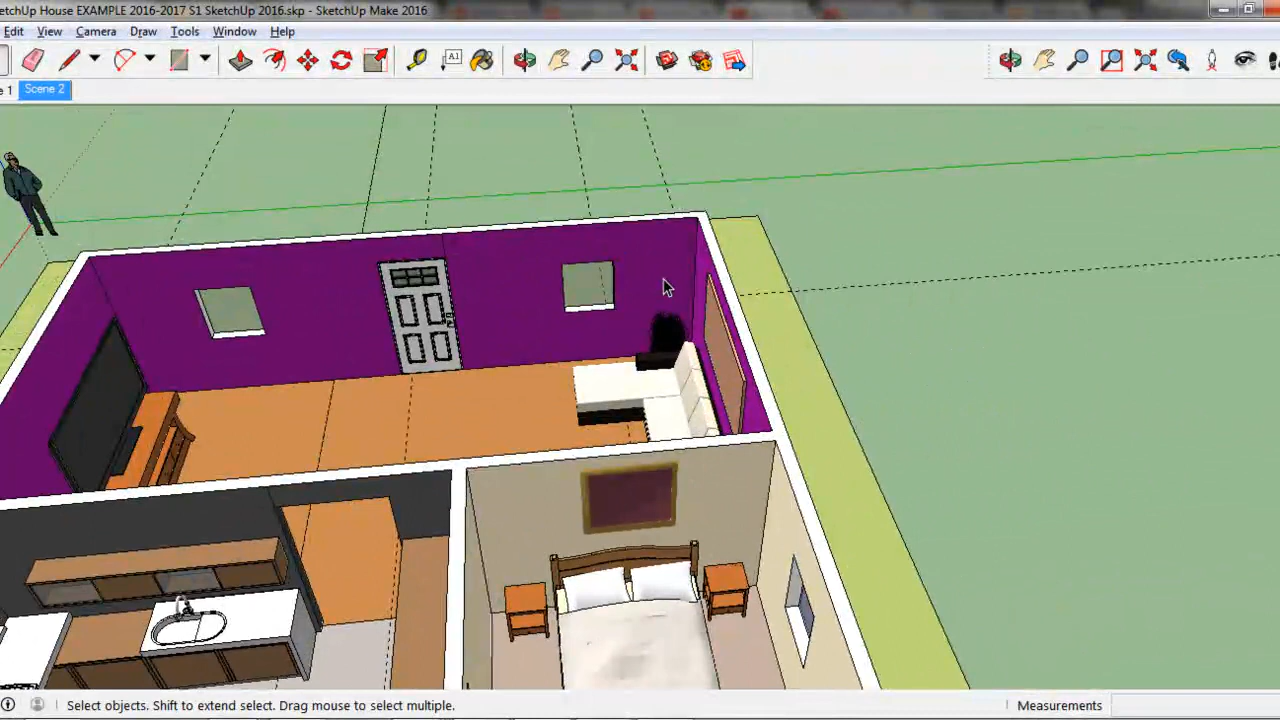 etchUp House EXAMPLE 2016-2017 S1 SketchUp 2016.skp - SketchUp Make 2016
Edit View Camera Draw Tools Window Help
A1
e 1 Scene 2
Select objects. Shift to extend select. Drag mouse to select multiple. Measurements